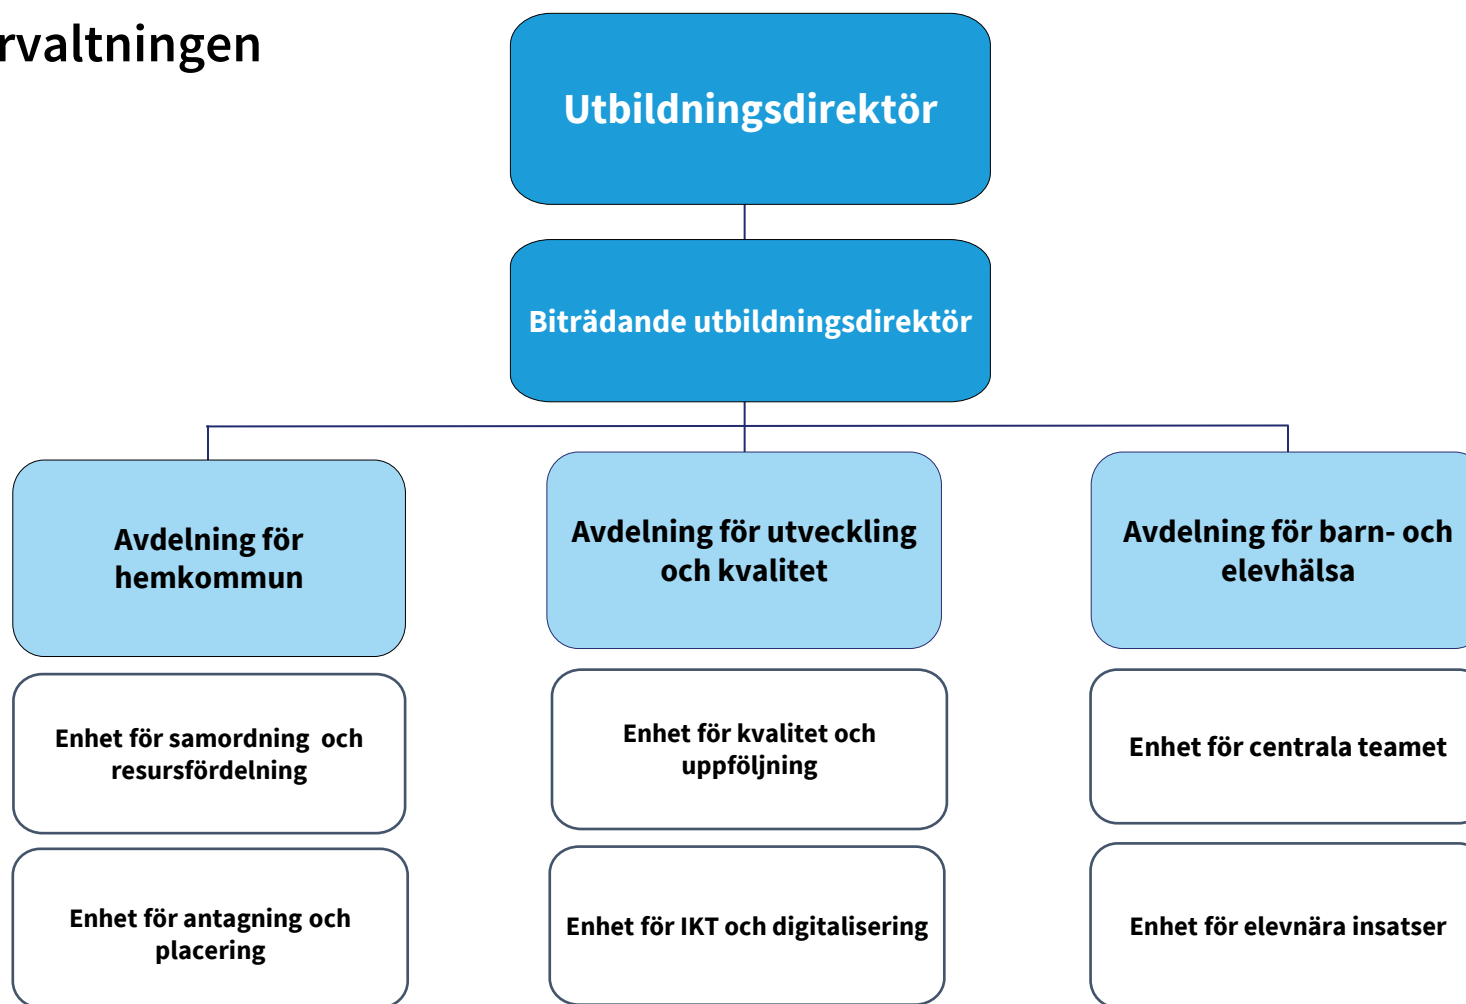 rvaltningen
Utbildningsdirektör
Biträdande utbildningsdirektör
Avdelning för
hemkommun
Avdelning för utveckling
och kvalitet
Avdelning för barn- och
elevhälsa
Enhet för samordning  och
resursfördelning
Enhet för kvalitet och
uppföljning
Enhet för centrala teamet
Enhet för antagning och
placering
Enhet för IKT och digitalisering
Enhet för elevnära insatser